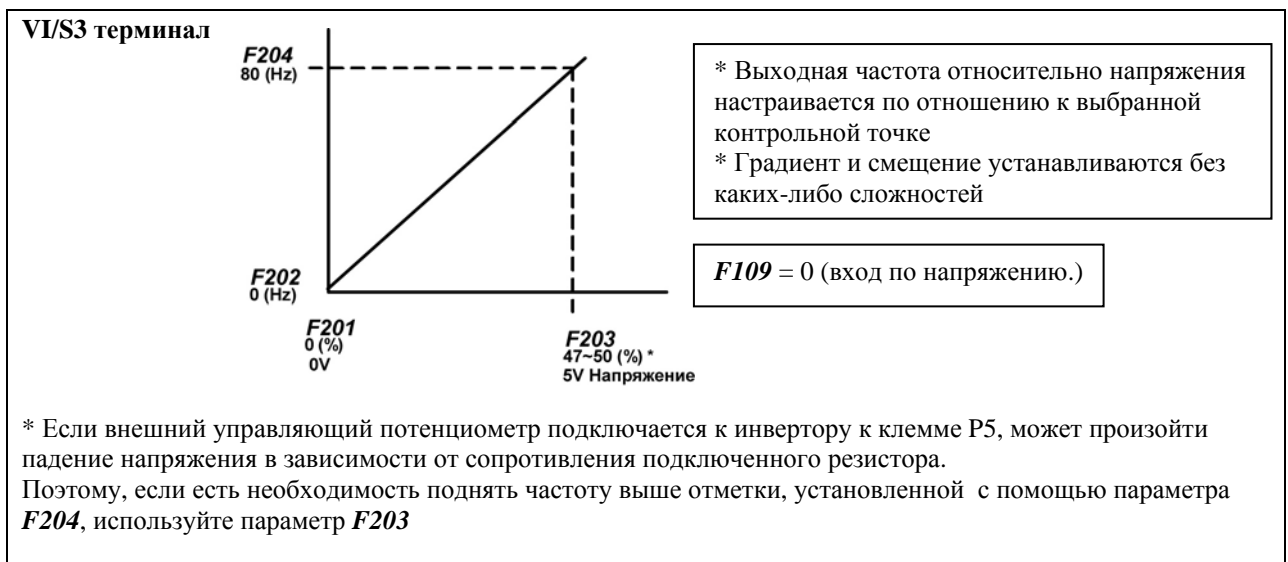 VI/S3 терминал
F204
80 (Hz)
F202
0 (Hz)
F201
0 (%)
0V
F203
47~50 (%) *
5V Напряжение
* Выходная частота относительно напряжения
настраивается по отношению к выбранной
контрольной точке
* Градиент и смещение устанавливаются без
каких-либо сложностей
F109 = 0 (вход по напряжению.)
* Если внешний управляющий потенциометр подключается к инвертору к клемме P5, может произойти
падение напряжения в зависимости от сопротивления подключенного резистора.
Поэтому, если есть необходимость поднять частоту выше отметки, установленной с помощью параметра
F204, используйте параметр F203